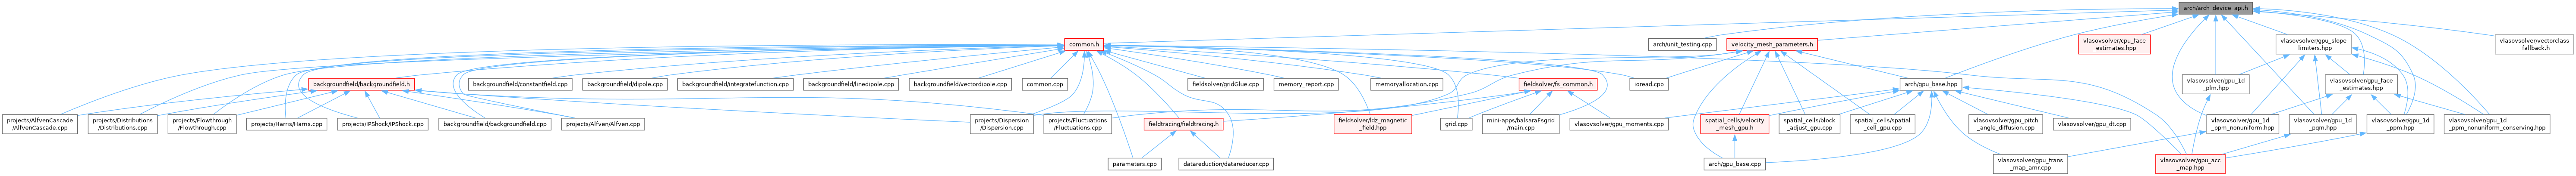 arch/arch_device_api.h
common.h
arch/unit_testing.cpp
velocity_mesh_parameters.h
vlasovsolver/cpu_face
_estimates.hpp
vlasovsolver/gpu_slope
_limiters.hpp
vlasovsolver/vectorclass
_fallback.h
backgroundfield/backgroundfield.h
backgroundfield/constantfield.cpp
backgroundfield/dipole.cpp
backgroundfield/integratefunction.cpp
backgroundfield/linedipole.cpp
backgroundfield/vectordipole.cpp
common.cpp
fieldsolver/gridGlue.cpp
memory_report.cpp
memoryallocation.cpp
fieldsolver/fs_common.h
ioread.cpp
arch/gpu_base.hpp
vlasovsolver/gpu_1d
_plm.hpp
vlasovsolver/gpu_face
_estimates.hpp
projects/AlfvenCascade
/AlfvenCascade.cpp
projects/Distributions
/Distributions.cpp
projects/Flowthrough
/Flowthrough.cpp
projects/Harris/Harris.cpp
projects/IPShock/IPShock.cpp
backgroundfield/backgroundfield.cpp
projects/Alfven/Alfven.cpp
projects/Dispersion
/Dispersion.cpp
projects/Fluctuations
/Fluctuations.cpp
fieldtracing/fieldtracing.h
fieldsolver/ldz_magnetic
_field.hpp
grid.cpp
mini-apps/balsaraFsgrid
/main.cpp
vlasovsolver/gpu_moments.cpp
spatial_cells/velocity
_mesh_gpu.h
spatial_cells/block
_adjust_gpu.cpp
spatial_cells/spatial
_cell_gpu.cpp
vlasovsolver/gpu_pitch
_angle_diffusion.cpp
vlasovsolver/gpu_dt.cpp
vlasovsolver/gpu_1d
_ppm_nonuniform.hpp
vlasovsolver/gpu_1d
_pqm.hpp
vlasovsolver/gpu_1d
_ppm.hpp
vlasovsolver/gpu_1d
_ppm_nonuniform_conserving.hpp
parameters.cpp
datareduction/datareducer.cpp
arch/gpu_base.cpp
vlasovsolver/gpu_trans
_map_amr.cpp
vlasovsolver/gpu_acc
_map.hpp